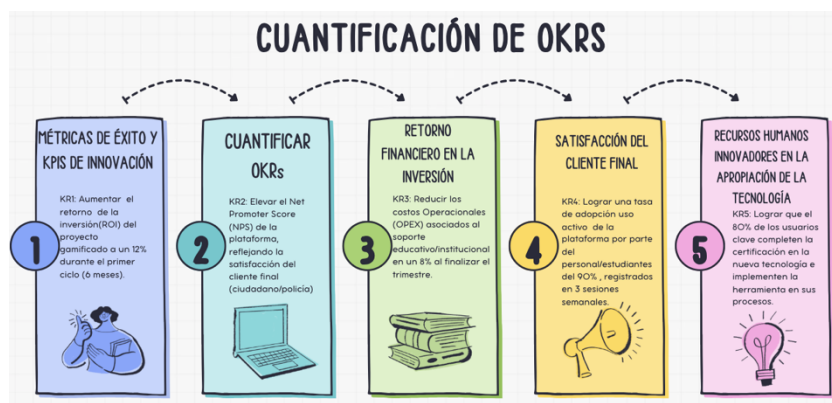 CUANTIFICACIÓN DE OKRS
MÉTRICAS DE ÉXITO Y
KPIS DE INNOVACIÓN
KR1: Aumentar el
retorno de la
inversión(ROI) del
proyecto
gamificado a un 12%
durante el primer
ciclo (6 meses).
1
CUANTIFICAR
OKRs
KR2: Elevar el Net
Promoter Score
(NPS) de la
plataforma,
reflejando la
satisfacción del
cliente final
(ciudadano/policía)
2
RETORNO
FINANCIERO EN LA
INVERSIÓN
KR3: Reducir los
costos Operacionales
(OPEX) asociados al
soporte
educativo/institucional
en un 8% al finalizar el
trimestre.
3
SATISFACCIÓN DEL
CLIENTE FINAL
KR4: Lograr una tasa
de adopción uso
activo de la
plataforma por parte
del
personal/estudiantes
del 90% , registrados
en 3 sesiones
semanales.
4
RECURSOS HUMANOS
INNOVADORES EN LA
APROPIACIÓN DE LA
TECNOLOGÍA
KR5: Lograr que el
80% de los usuarios
clave completen la
certificación en la
nueva tecnología e
implementen la
herramienta en sus
procesos.
5